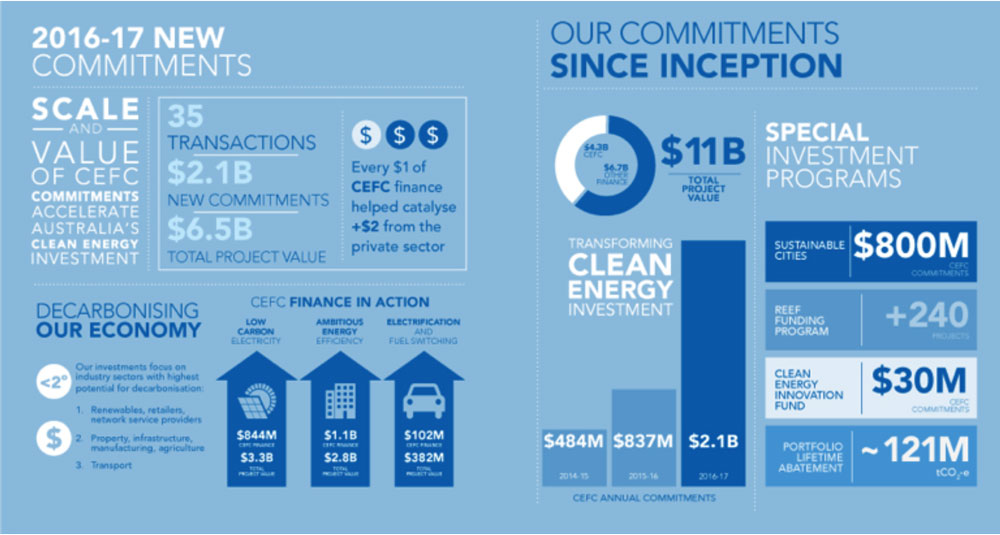 2016-17 NEW
COMMITMENTS
SCALE
AND
VALUE
OF CEFC
COMMITMENTS
ACCELERATE
AUSTRALIA'S
CLEAN ENERGY
INVESTMENT
35
TRANSACTIONS
$2.1B
NEW COMMITMENTS
$6.5B
TOTAL PROJECT VALUE
$ $ $
Every $1 of
CEFC finance
helped catalyse
+$2 from the
private sector
DECARBONISING
OUR ECONOMY
<2°
$
Our investments focus on
industry sectors with highest
potential for decarbonisation:
1. Renewables, retailers,
network service providers
2. Property, infrastructure,
manufacturing, agriculture
3. Transport
CEFC FINANCE IN ACTION
LOW
CARBON
ELECTRICITY
$844M
CEFC FINANCE
$3.3B
TOTAL
PROJECT VALUE
AMBITIOUS
ENERGY
EFFICIENCY
$1.1B
CEFC FINANCE
$2.8B
TOTAL
PROJECT VALUE
ELECTRIFICATION
AND
FUEL SWITCHING
$102M
CEFC FINANCE
$382M
TOTAL
PROJECT VALUE
OUR COMMITMENTS
SINCE INCEPTION
$4.3B
CEFC
$6.7B
OTHER
FINANCE
$11B
TOTAL
PROJECT
VALUE
TRANSFORMING
CLEAN
ENERGY
INVESTMENT
$484M
2014-15
$837M
2015-16
$2.1B
2016-17
CEFC ANNUAL COMMITMENTS
SPECIAL
INVESTMENT
PROGRAMS
SUSTAINABLE
CITIES
$800M
CEFC
COMMITMENTS
REEF
FUNDING
PROGRAM
+240
PROJECTS
CLEAN
ENERGY
INNOVATION
FUND
$30M
CEFC
COMMITMENTS
PORTFOLIO
LIFETIME
ABATEMENT
~121M
tCO₂-e